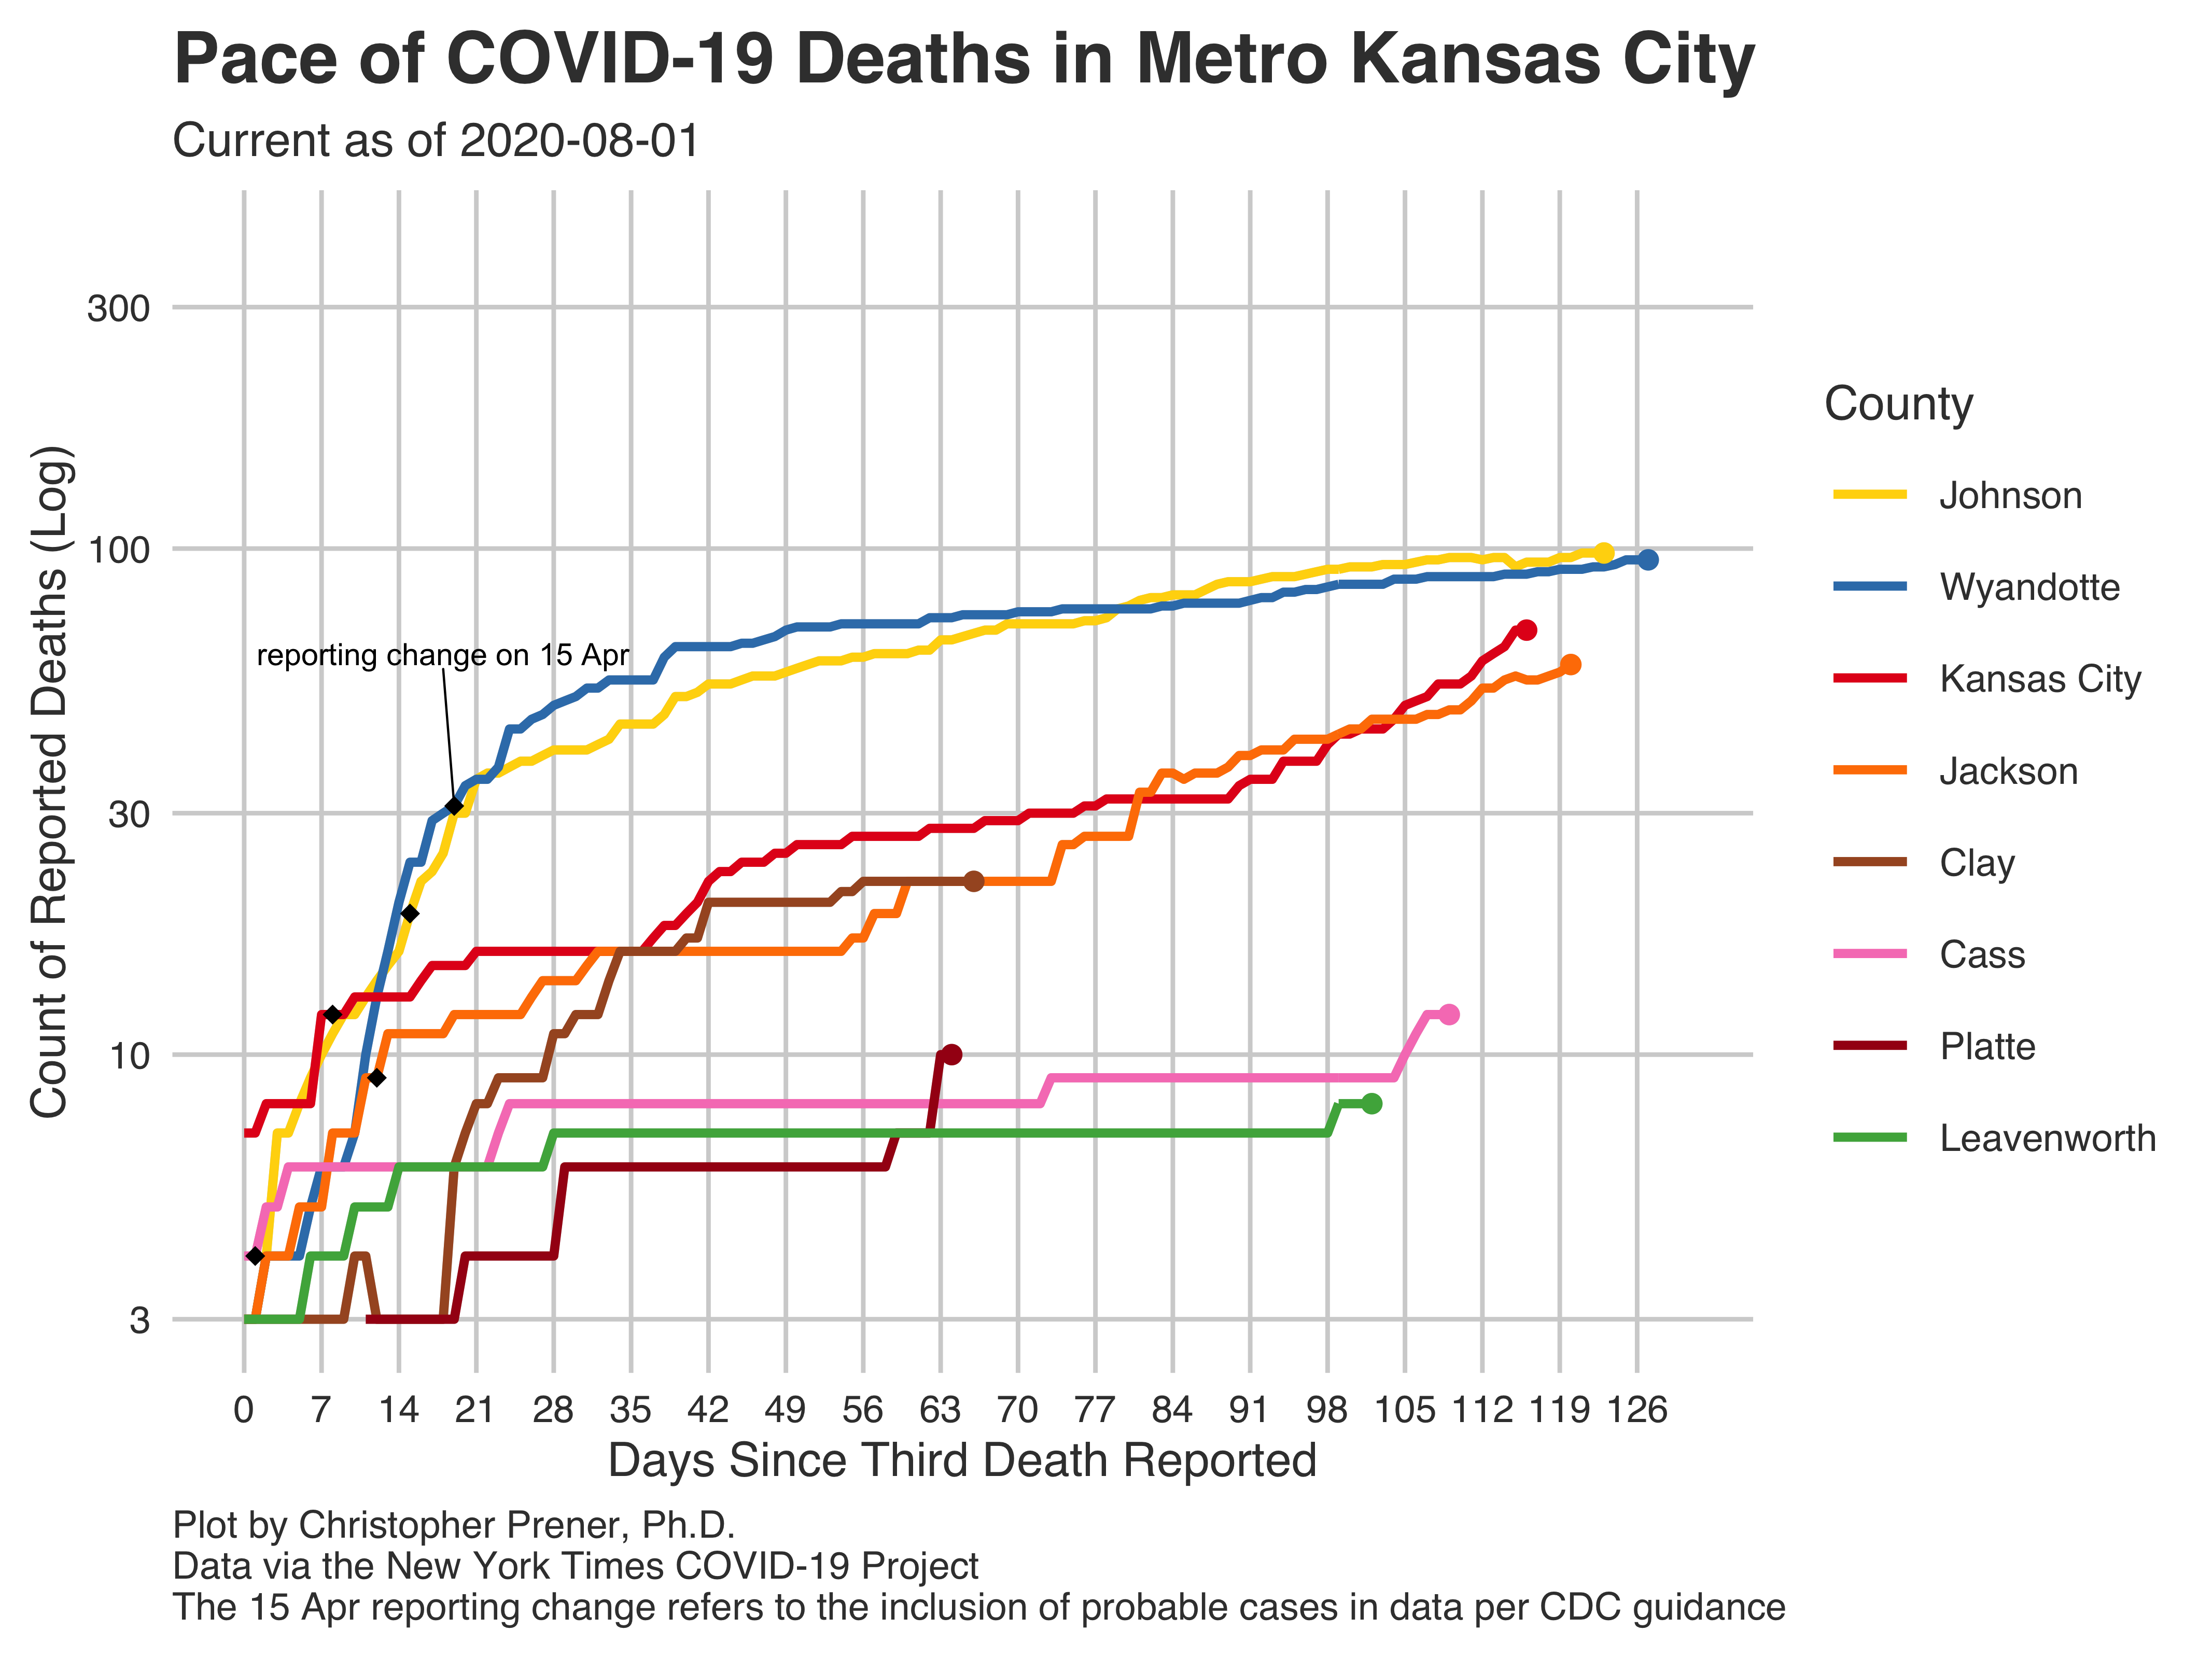 Pace of COVID-19 Deaths in Metro Kansas City
Current as of 2020-08-01
Count of Reported Deaths (Log)
300
100
30
10
3
reporting change on 15 Apr
0 7 14 21 28 35 42 49 56 63 70 77 84 91 98 105 112 119 126
Days Since Third Death Reported
County
Johnson
Wyandotte
Kansas City
Jackson
Clay
Cass
Platte
Leavenworth
Plot by Christopher Prener, Ph.D.
Data via the New York Times COVID-19 Project
The 15 Apr reporting change refers to the inclusion of probable cases in data per CDC guidance